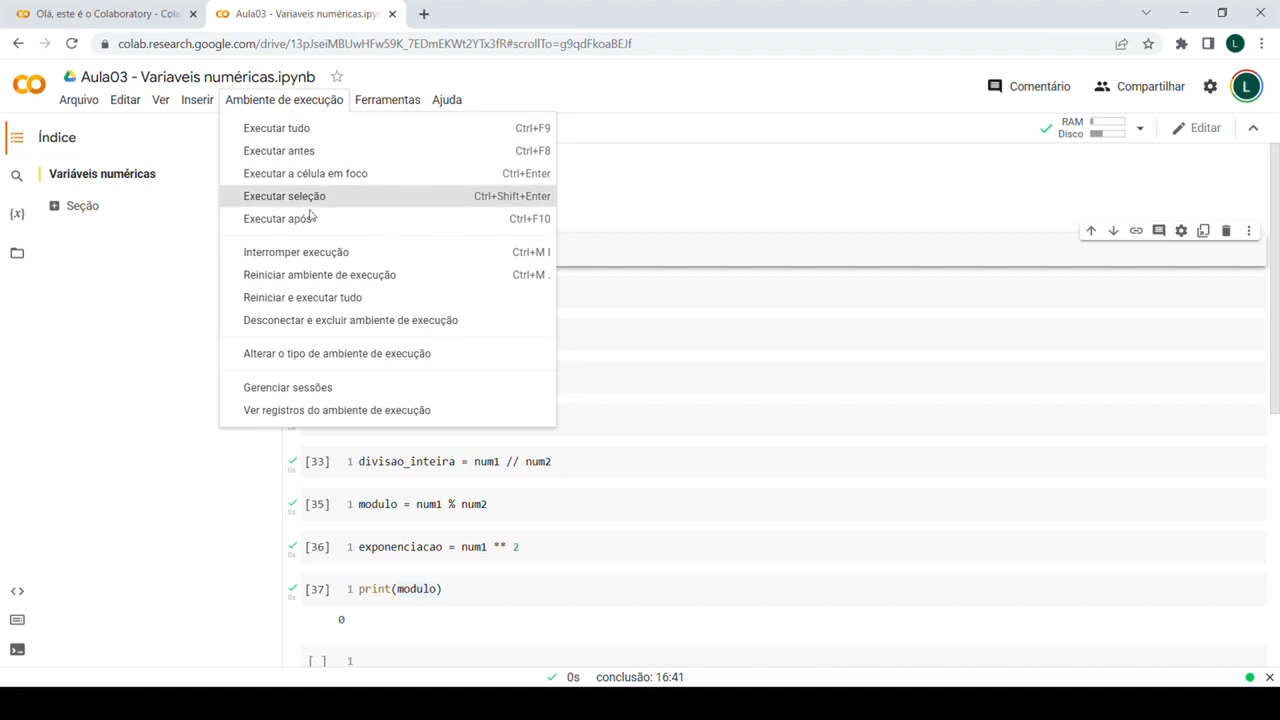 Olá, este é o Colaboratory - Cola
Aula03 - Variaveis numéricas.ipyn
colab.research.google.com/drive/13pJseiMBUwHFw59K_7EDmEKWt2YTx3fR#scrollTo=g9qdFkoaBEJf
L
CO
Aula03 - Variaveis numéricas.ipynb
Comentário
Compartilhar
L
Arquivo Editar Ver Inserir Ambiente de execução Ferramentas Ajuda
Índice
RAM
Disco
Editar
Variáveis numéricas
Seção
{x}
Executar tudo Ctrl+F9
Executar antes Ctrl+F8
Executar a célula em foco Ctrl+Enter
Executar seleção Ctrl+Shift+Enter
Executar após Ctrl+F10
Interromper execução Ctrl+M I
Reiniciar ambiente de execução Ctrl+M .
Reiniciar e executar tudo
Desconectar e excluir ambiente de execução
Alterar o tipo de ambiente de execução
Gerenciar sessões
Ver registros do ambiente de execução
0s
0s [33] 1 divisao_inteira = num1 // num2
0s [35] 1 modulo = num1 % num2
0s [36] 1 exponenciacao = num1 ** 2
0s [37] 1 print(modulo)
0
[ ] 1
0s conclusão: 16:41